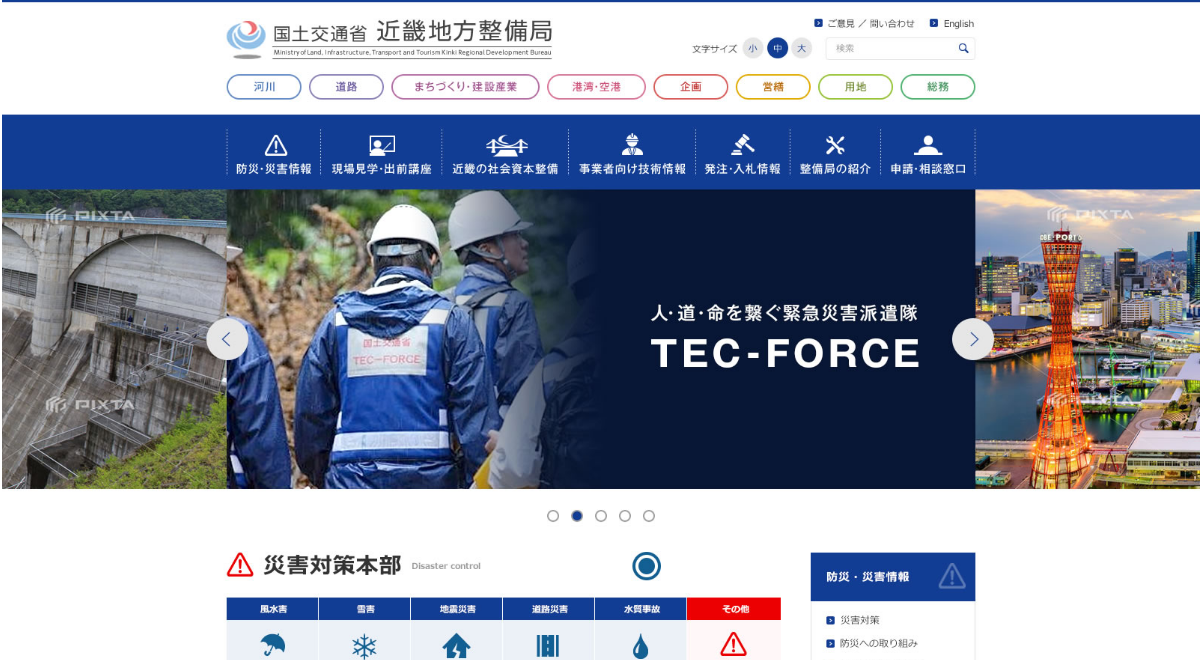 国土交通省 近畿地方整備局
Ministry of Land, Infrastructure, Transport and Tourism Kinki Regional Development Bureau
ご意見 ／ 問い合わせ
English
文字サイズ 小 中 大
検索
河川
道路
まちづくり・建設産業
港湾・空港
企画
営繕
用地
総務
防災・災害情報
現場見学・出前講座
近畿の社会資本整備
事業者向け技術情報
発注・入札情報
整備局の紹介
申請・相談窓口
PIXTA
PIXTA
国土交通省
TEC-FORCE
人・道・命を繋ぐ緊急災害派遣隊
TEC-FORCE
PIXTA
PIXTA
災害対策本部 Disaster control
風水害
雪害
地震災害
道路災害
水質事故
その他
防災・災害情報
災害対策
防災への取り組み